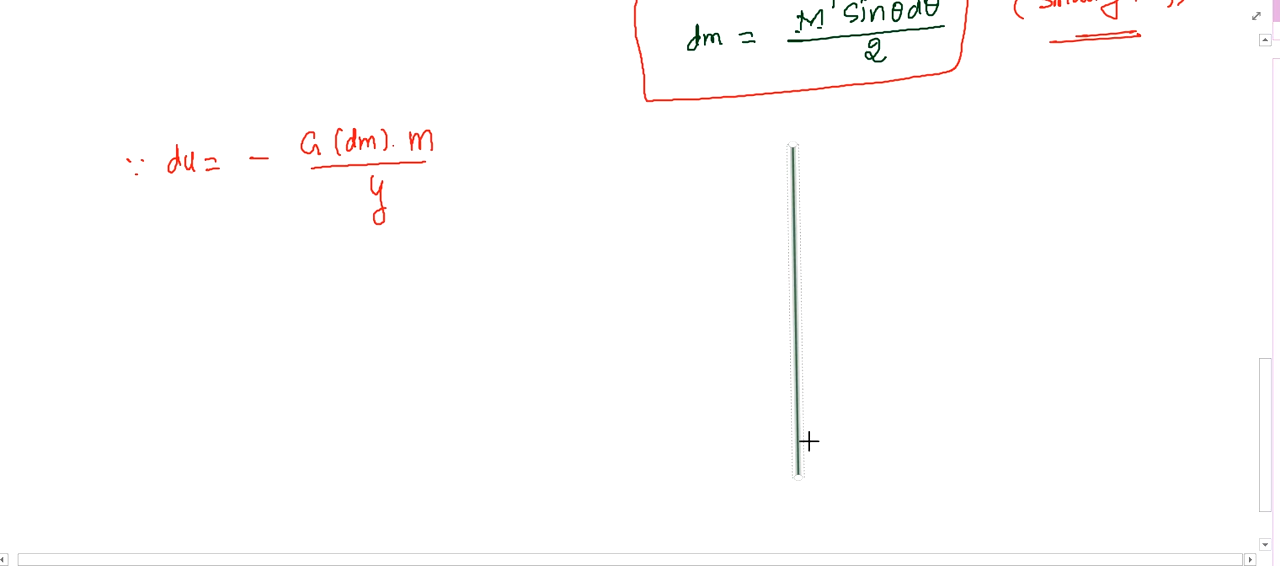 dm = M' sinθdθ / 2
∵ du = - G (dm). m / y